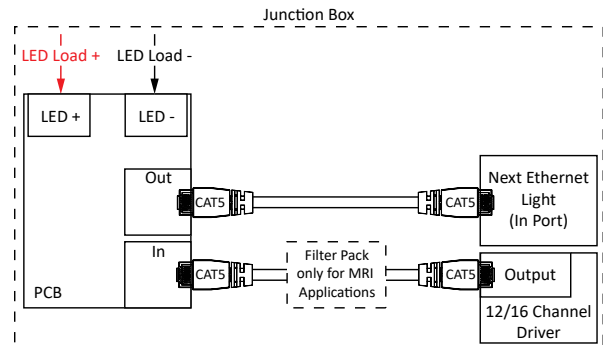 Junction Box
LED Load +
LED Load -
LED +
LED -
Out
CAT5
CAT5
Next Ethernet
Light
(In Port)
In
CAT5
Filter Pack
only for MRI
Applications
CAT5
Output
PCB
12/16 Channel
Driver